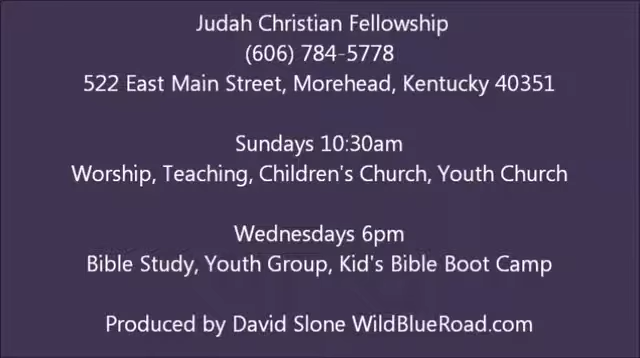 Judah Christian Fellowship
(606) 784-5778
522 East Main Street, Morehead, Kentucky 40351
Sundays 10:30am
Worship, Teaching, Children's Church, Youth Church
Wednesdays 6pm
Bible Study, Youth Group, Kid's Bible Boot Camp
Produced by David Slone WildBlueRoad.com